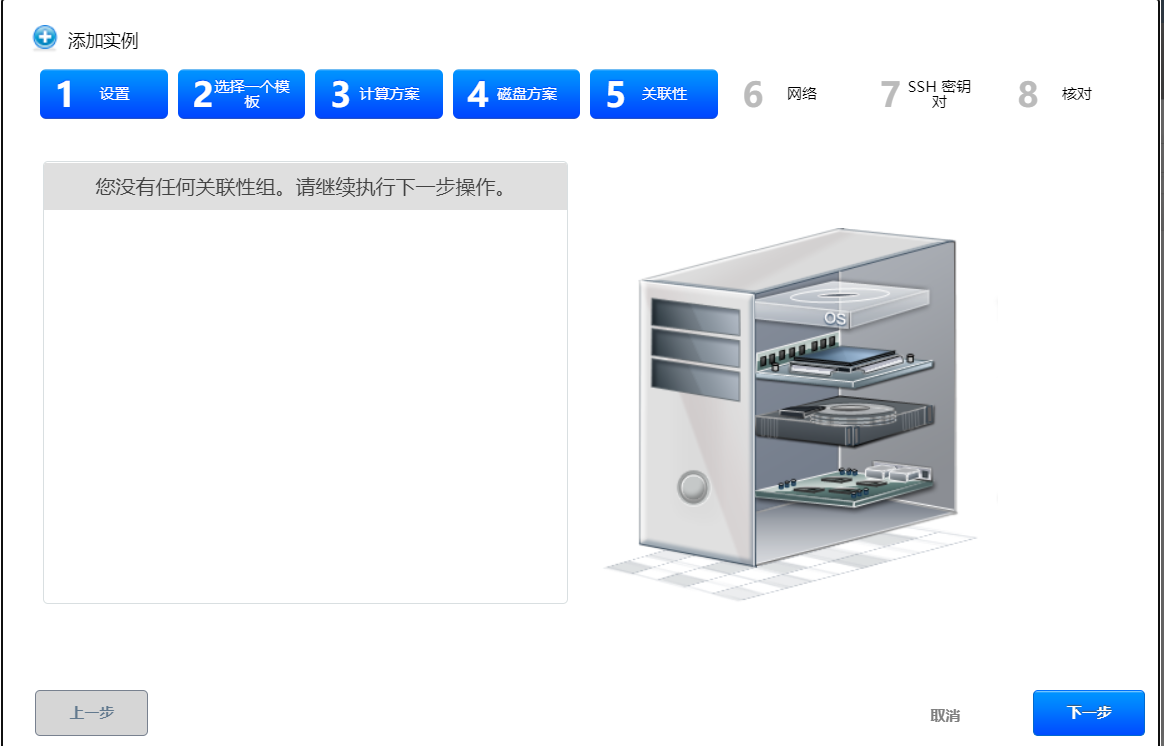 添加实例
1 设置
2 选择一个模
板
3 计算方案
4 磁盘方案
5 关联性
6 网络
7 SSH 密钥
对
8 核对
您没有任何关联性组。请继续执行下一步操作。
OS
上一步
取消
下一步